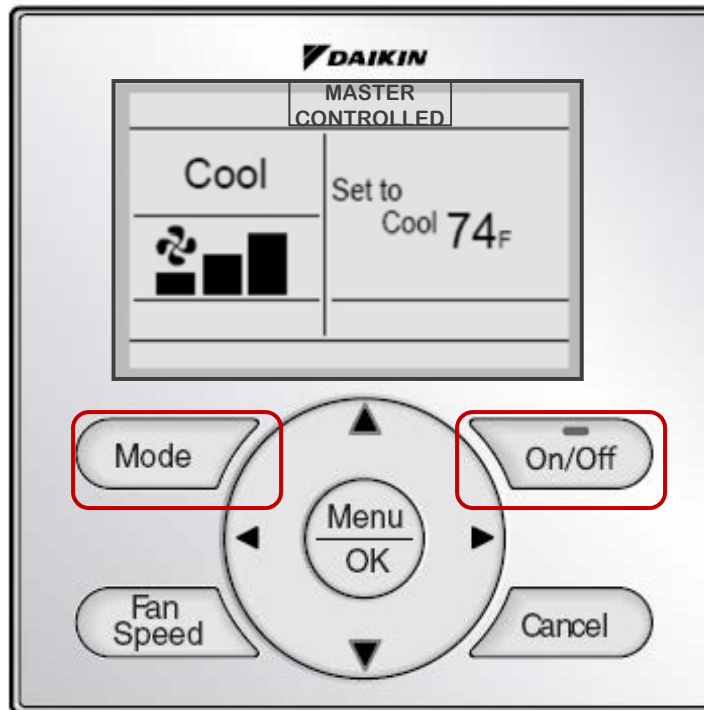 DAIKIN
MASTER
CONTROLLED
Cool
Set to
Cool 74F
Mode
On/Off
Menu
OK
Fan
Speed
Cancel